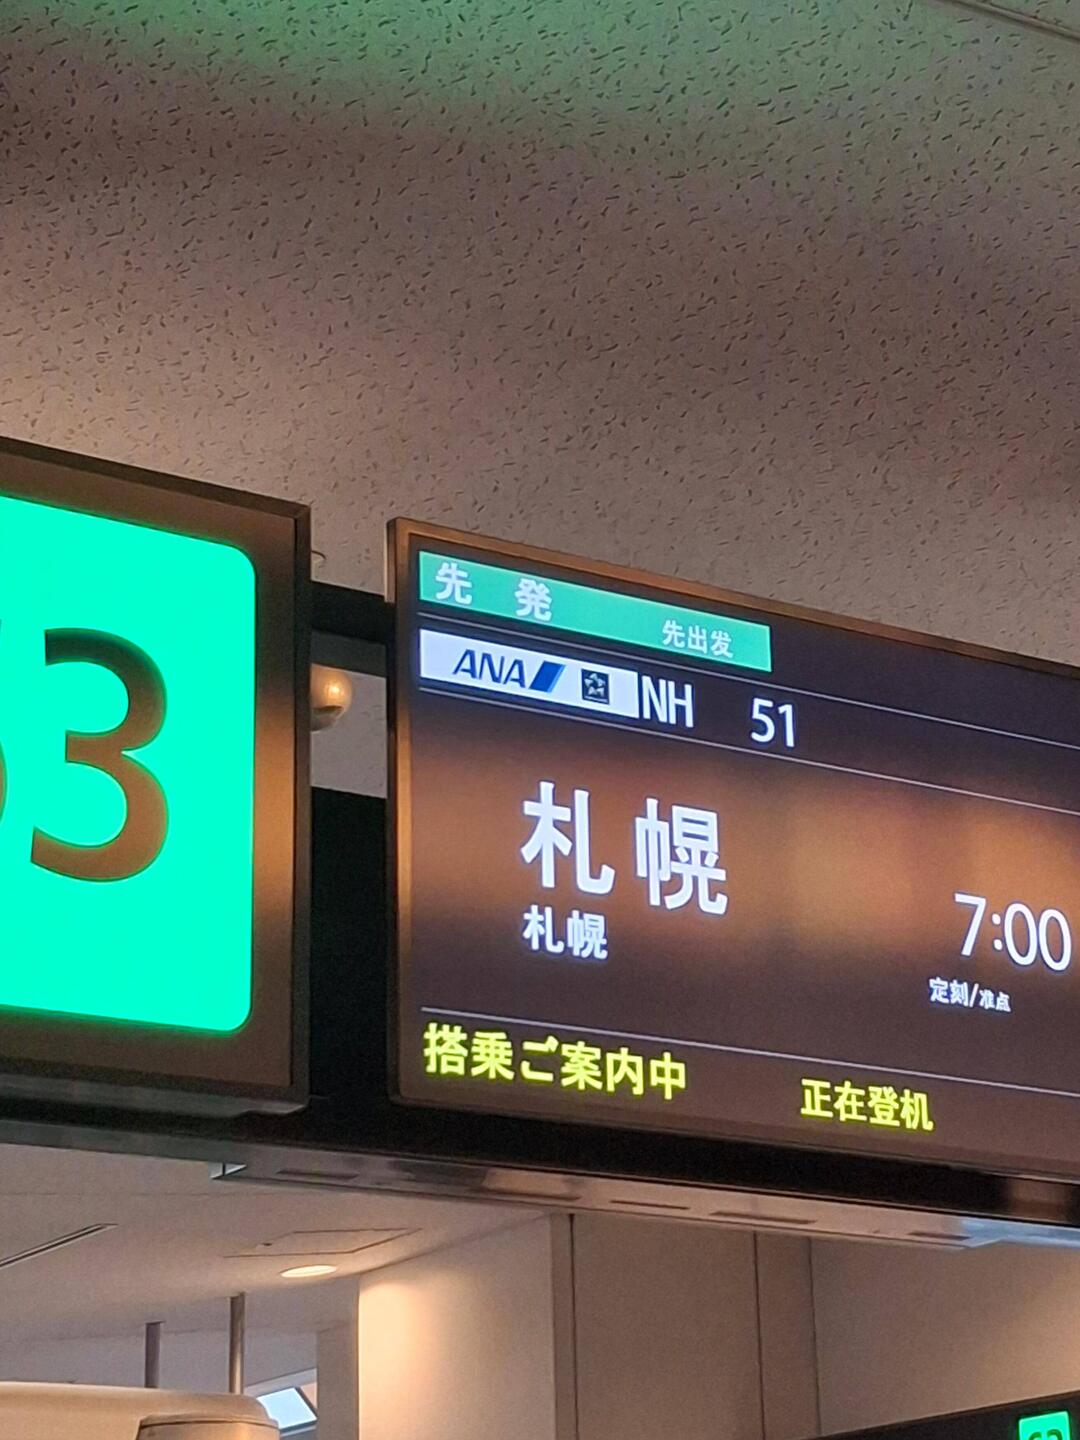 3
先 発 先出发
ANA NH 51
札 幌
札幌
7:00
定刻/准点
搭乗ご案内中 正在登机